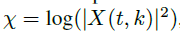 χ = log(|X(t, k)|²)